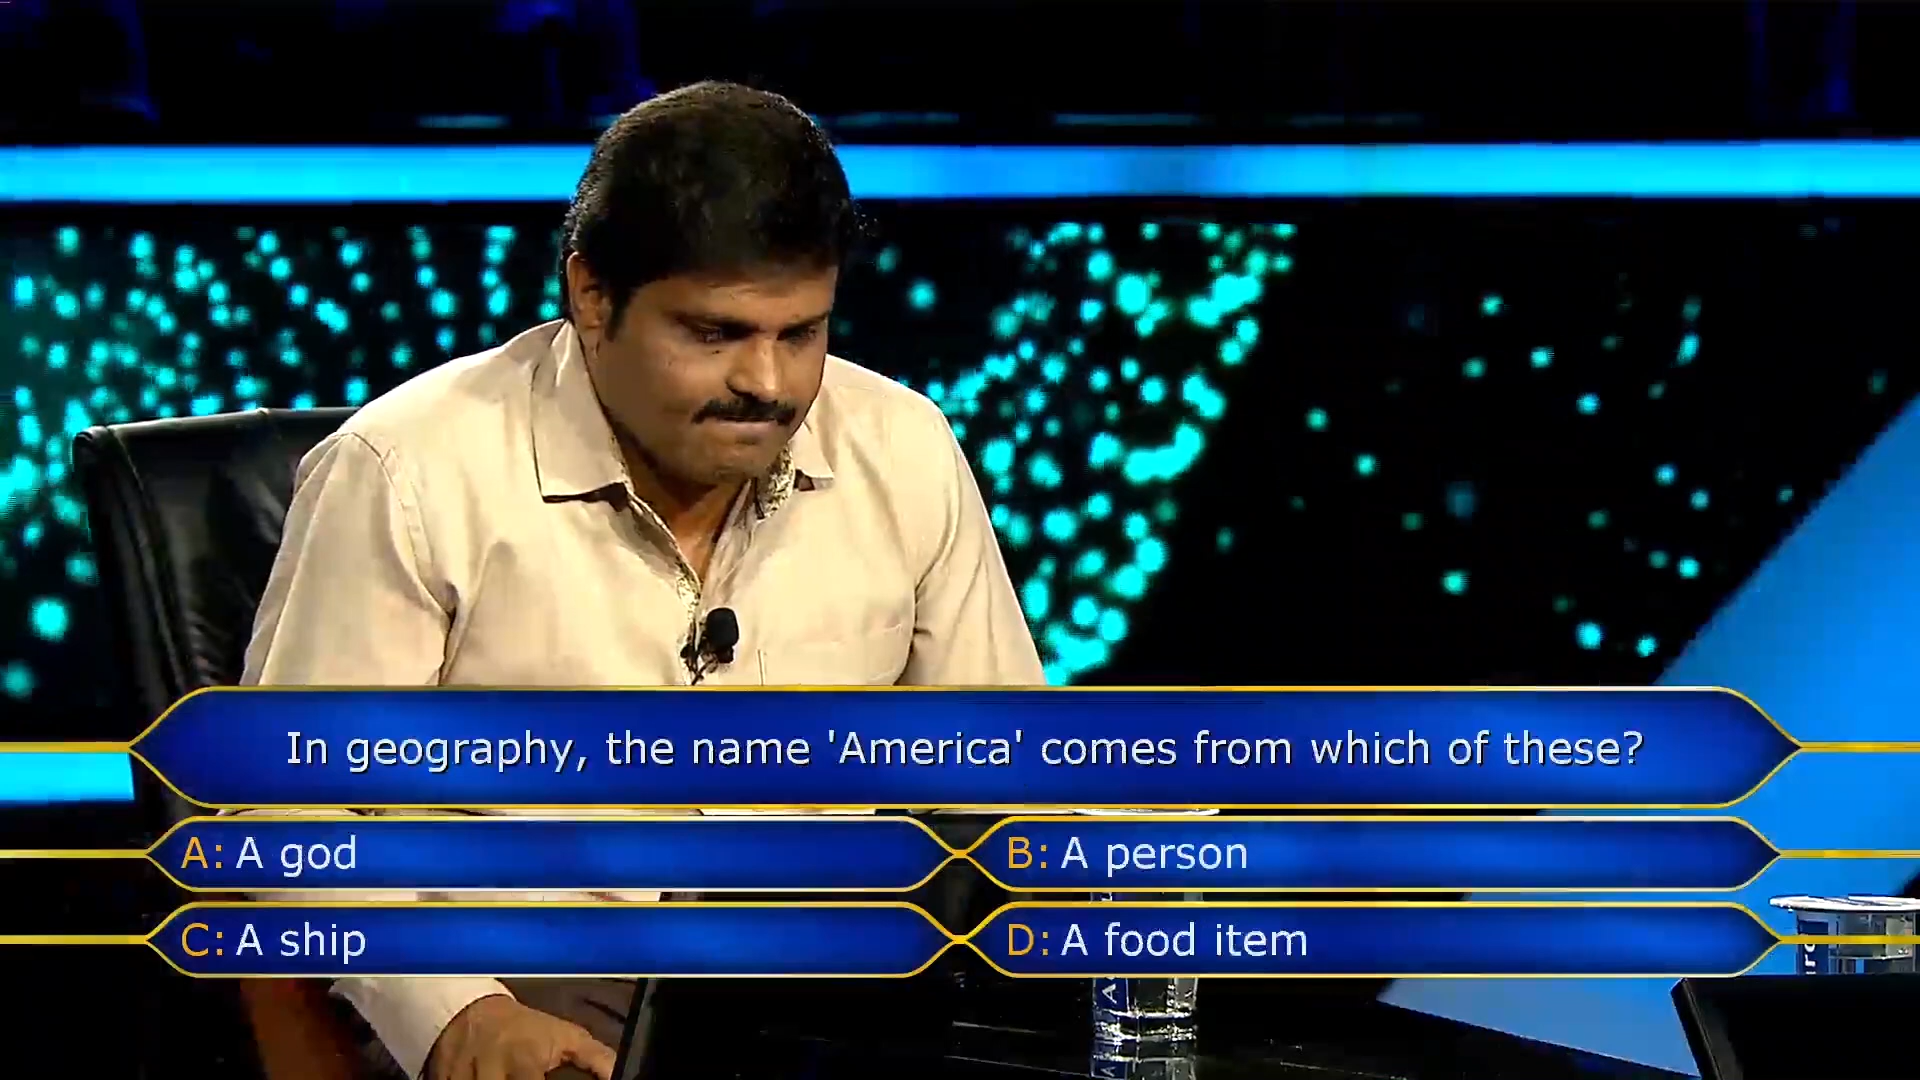 In geography, the name 'America' comes from which of these?
A: A god
B: A person
C: A ship
D: A food item